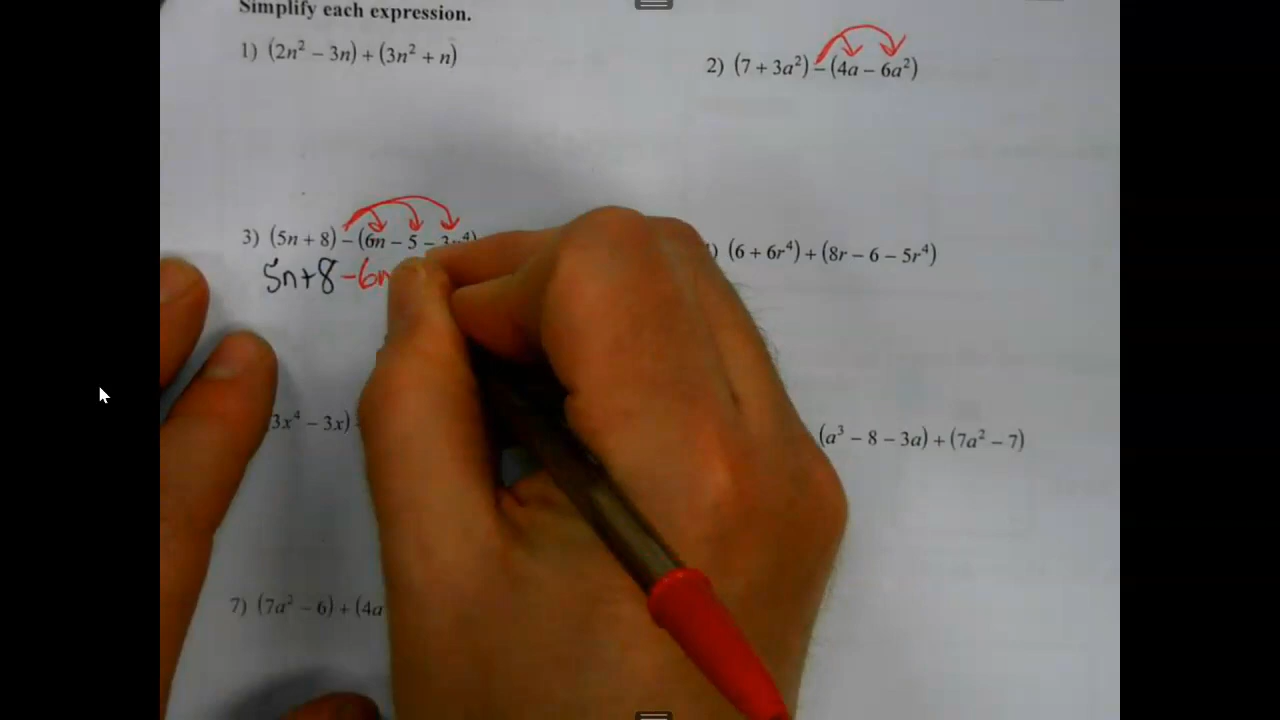 Simplify each expression.
1) (2n² − 3n) + (3n² + n)
2) (7 + 3a²) − (4a − 6a²)
3) (5n + 8) − (6n − 5 −
5n+8 −6n
) (6 + 6r⁴) + (8r − 6 − 5r⁴)
3x⁴ − 3x)
(a³ − 8 − 3a) + (7a² − 7)
7) (7a² − 6) + (4a